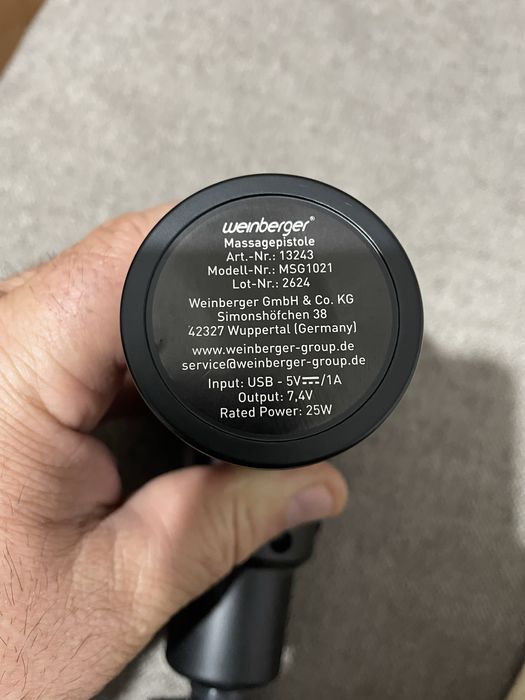 weinberger®
Massagepistole
Art.-Nr.: 13243
Modell-Nr.: MSG1021
Lot-Nr.: 2624
Weinberger GmbH & Co. KG
Simonshöfchen 38
42327 Wuppertal (Germany)
www.weinberger-group.de
service@weinberger-group.de
Input: USB - 5V⎓/1A
Output: 7,4V
Rated Power: 25W